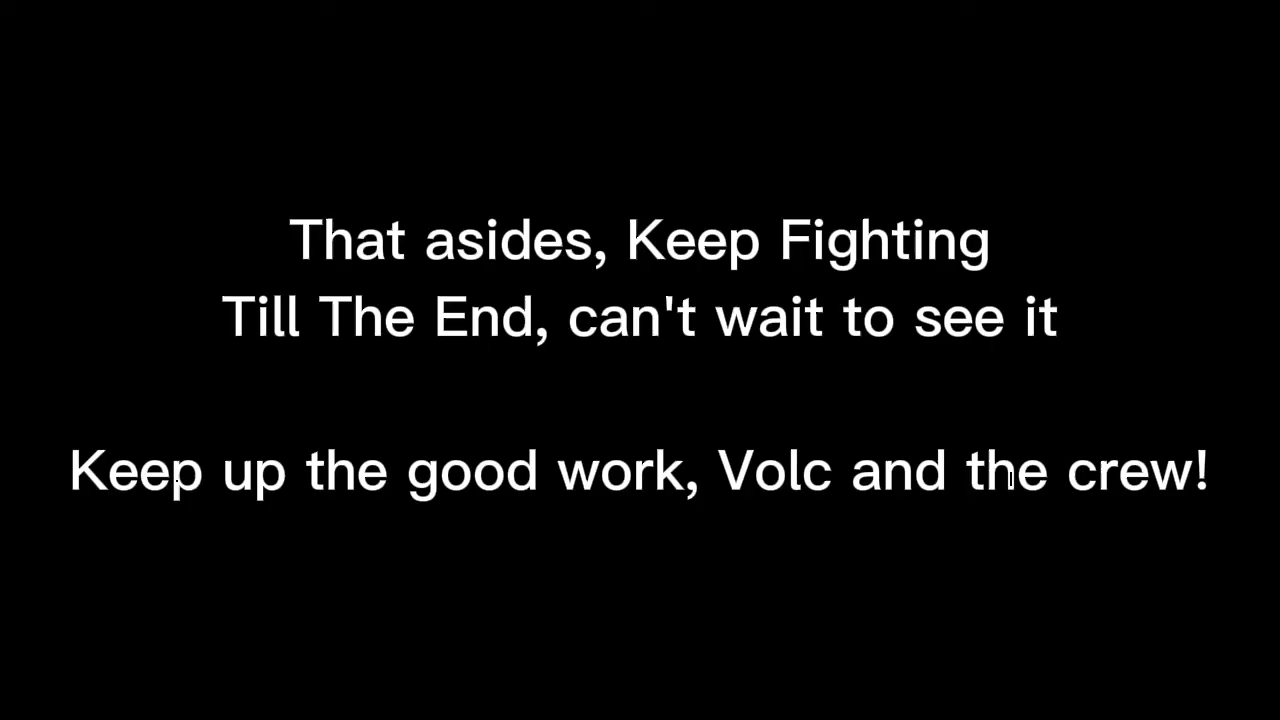 That asides, Keep Fighting
Till The End, can't wait to see it
Keep up the good work, Volc and the crew!